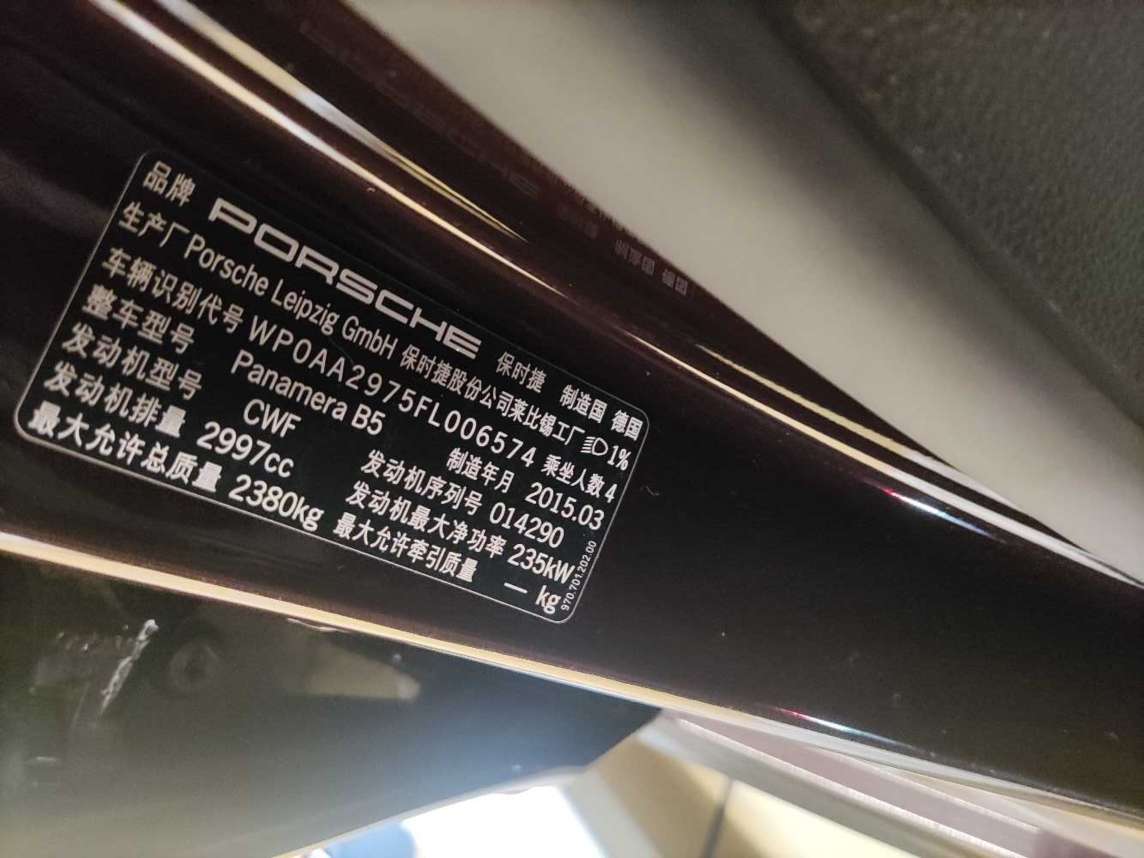 品牌 PORSCHE 保时捷 制造国 德国
生产厂 Porsche Leipzig GmbH 保时捷股份公司莱比锡工厂 1%
车辆识别代号 WP0AA2975FL006574 乘坐人数 4
整车型号 Panamera B5 制造年月 2015.03
发动机型号 CWF 发动机序列号 014290
发动机排量 2997cc 发动机最大净功率 235kW
最大允许总质量 2380kg 最大允许牵引质量 — kg
970.701.202.00